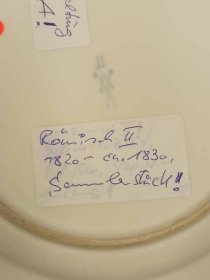 A!
Römisch II
1820- ca. 1830,
Sammlerstück!